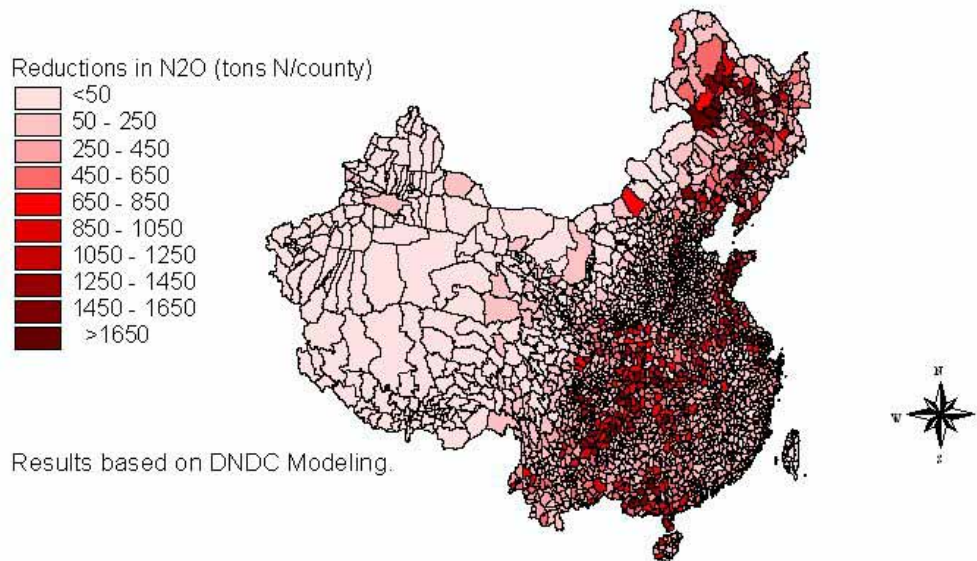 Reductions in N2O (tons N/county)
<50
50 - 250
250 - 450
450 - 650
650 - 850
850 - 1050
1050 - 1250
1250 - 1450
1450 - 1650
>1650
Results based on DNDC Modeling.
N
W
E
S